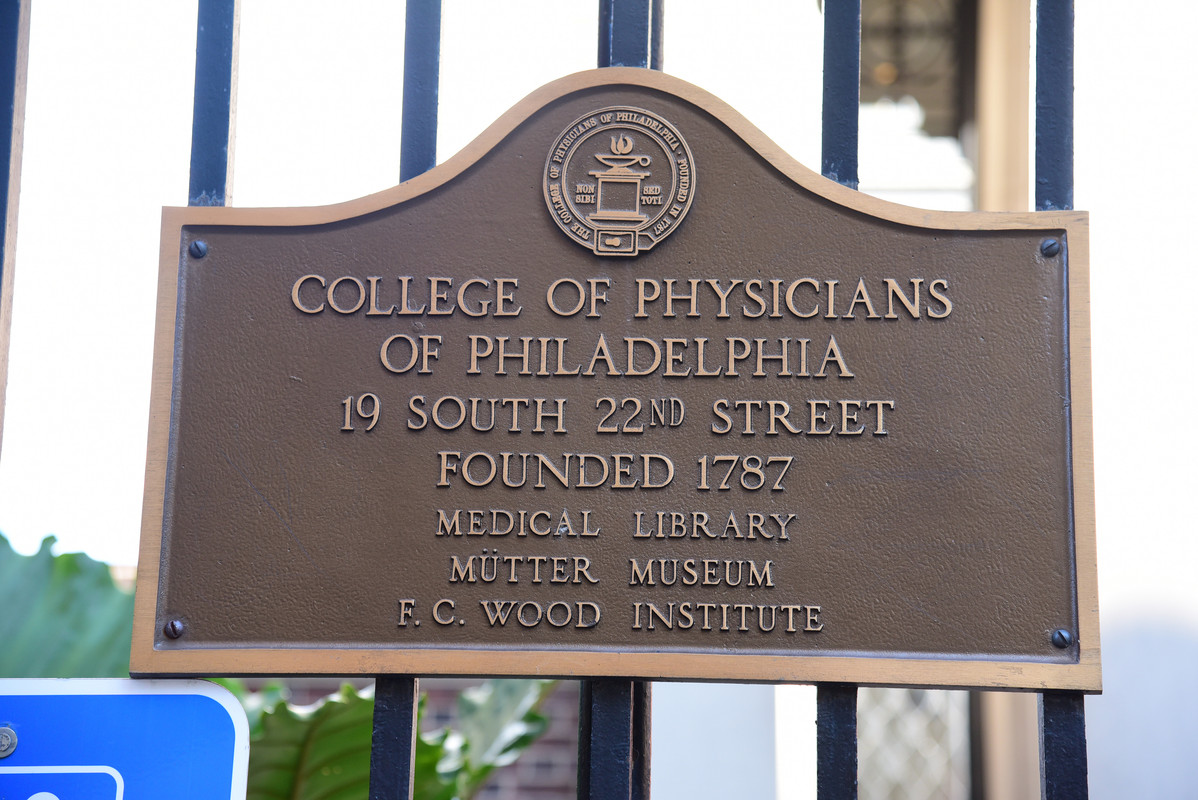 THE COLLEGE OF PHYSICIANS OF PHILADELPHIA · FOUNDED IN 1787
NON SED
SIBI TOTI
COLLEGE OF PHYSICIANS
OF PHILADELPHIA
19 SOUTH 22ND STREET
FOUNDED 1787
MEDICAL LIBRARY
MÜTTER MUSEUM
F. C. WOOD INSTITUTE